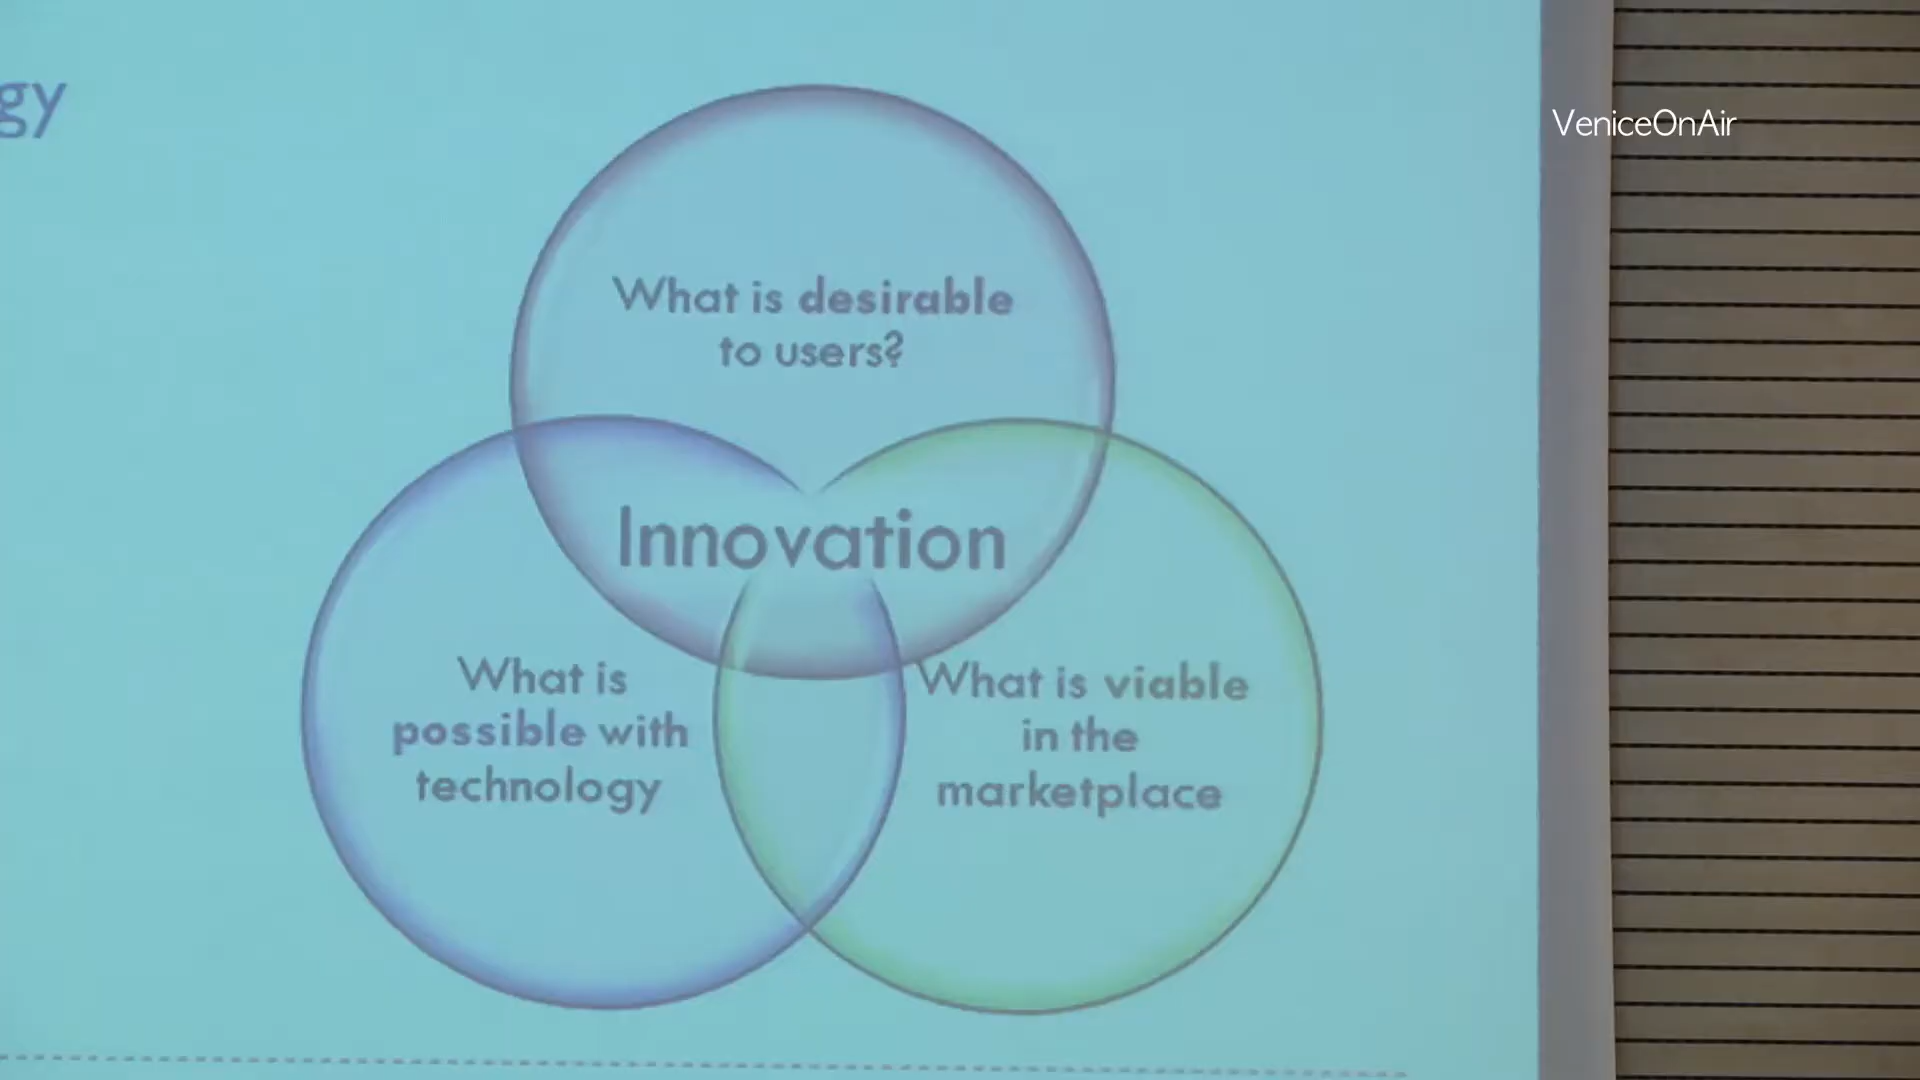 gy
VeniceOnAir
What is desirable
to users?
Innovation
What is
possible with
technology
What is viable
in the
marketplace